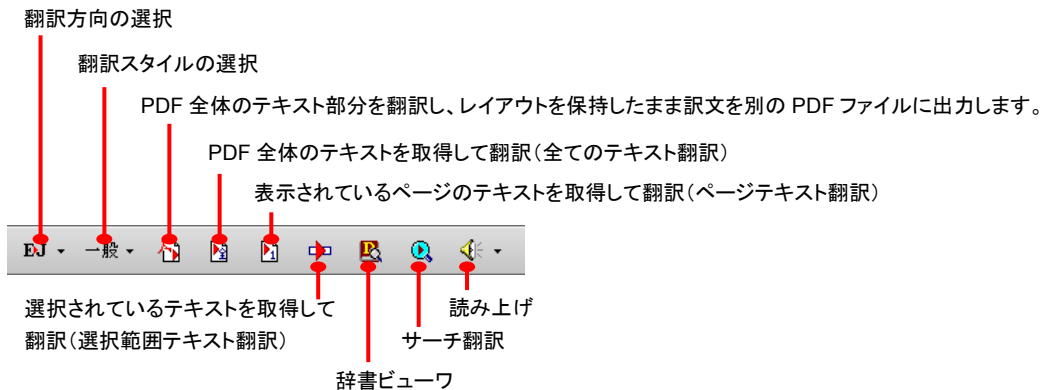 翻訳方向の選択
翻訳スタイルの選択
PDF 全体のテキスト部分を翻訳し、レイアウトを保持したまま訳文を別の PDF ファイルに出力します。
PDF 全体のテキストを取得して翻訳（全てのテキスト翻訳）
表示されているページのテキストを取得して翻訳（ページテキスト翻訳）
EJ 一般 全 1
選択されているテキストを取得して
翻訳（選択範囲テキスト翻訳）
読み上げ
サーチ翻訳
辞書ビューワ